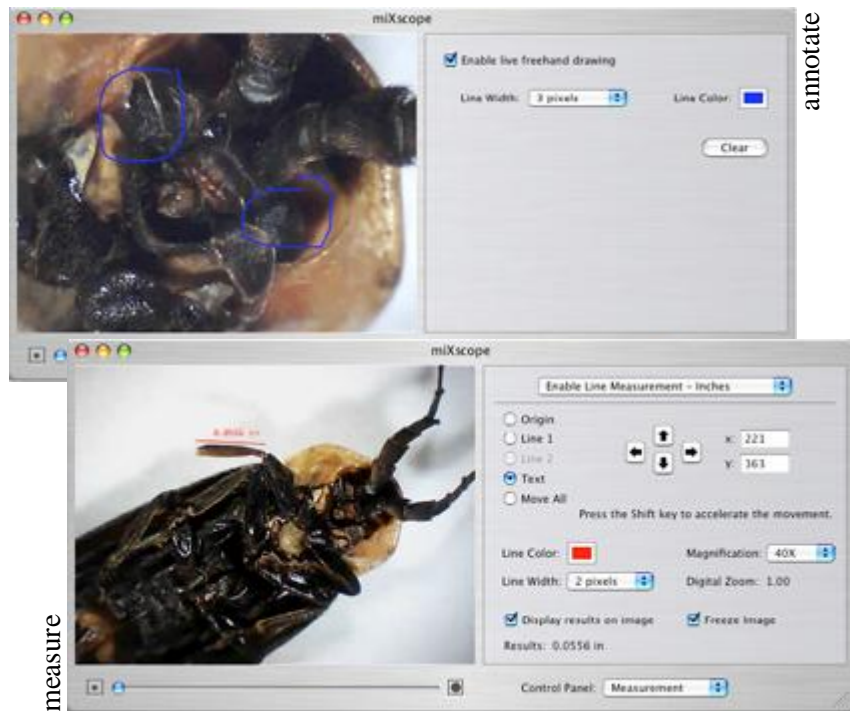 miXscope
annotate
Enable live freehand drawing
Line Width: 3 pixels Line Color:
Clear
miXscope
Enable Line Measurement - Inches
Origin
Line 1
Line 2
Text
Move All
x: 221
y: 363
Press the Shift key to accelerate the movement.
Line Color: Magnification: 40X
Line Width: 2 pixels Digital Zoom: 1.00
Display results on image Freeze Image
Results: 0.0556 in
Control Panel: Measurement
measure